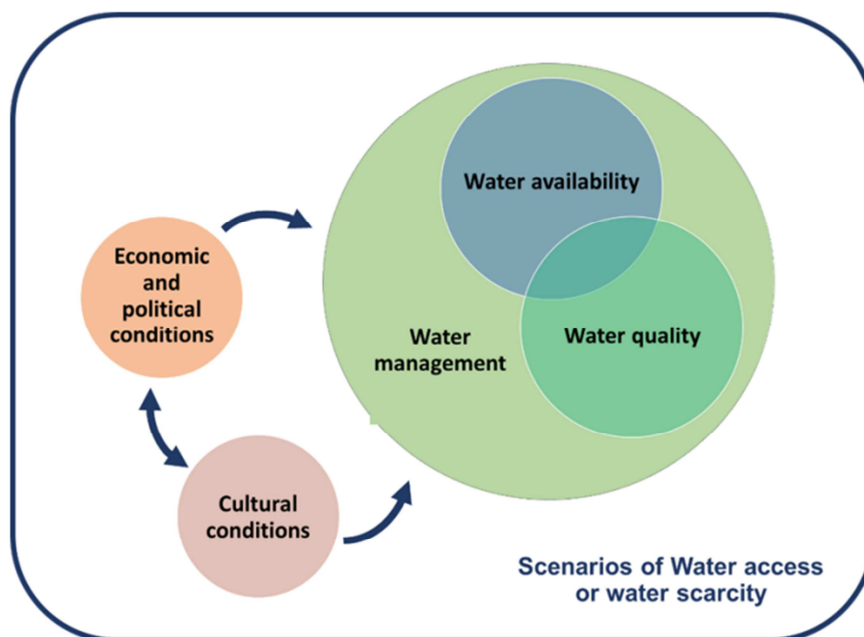 Water availability
Economic
and
political
conditions
Water
management
Water quality
Cultural
conditions
Scenarios of Water access
or water scarcity